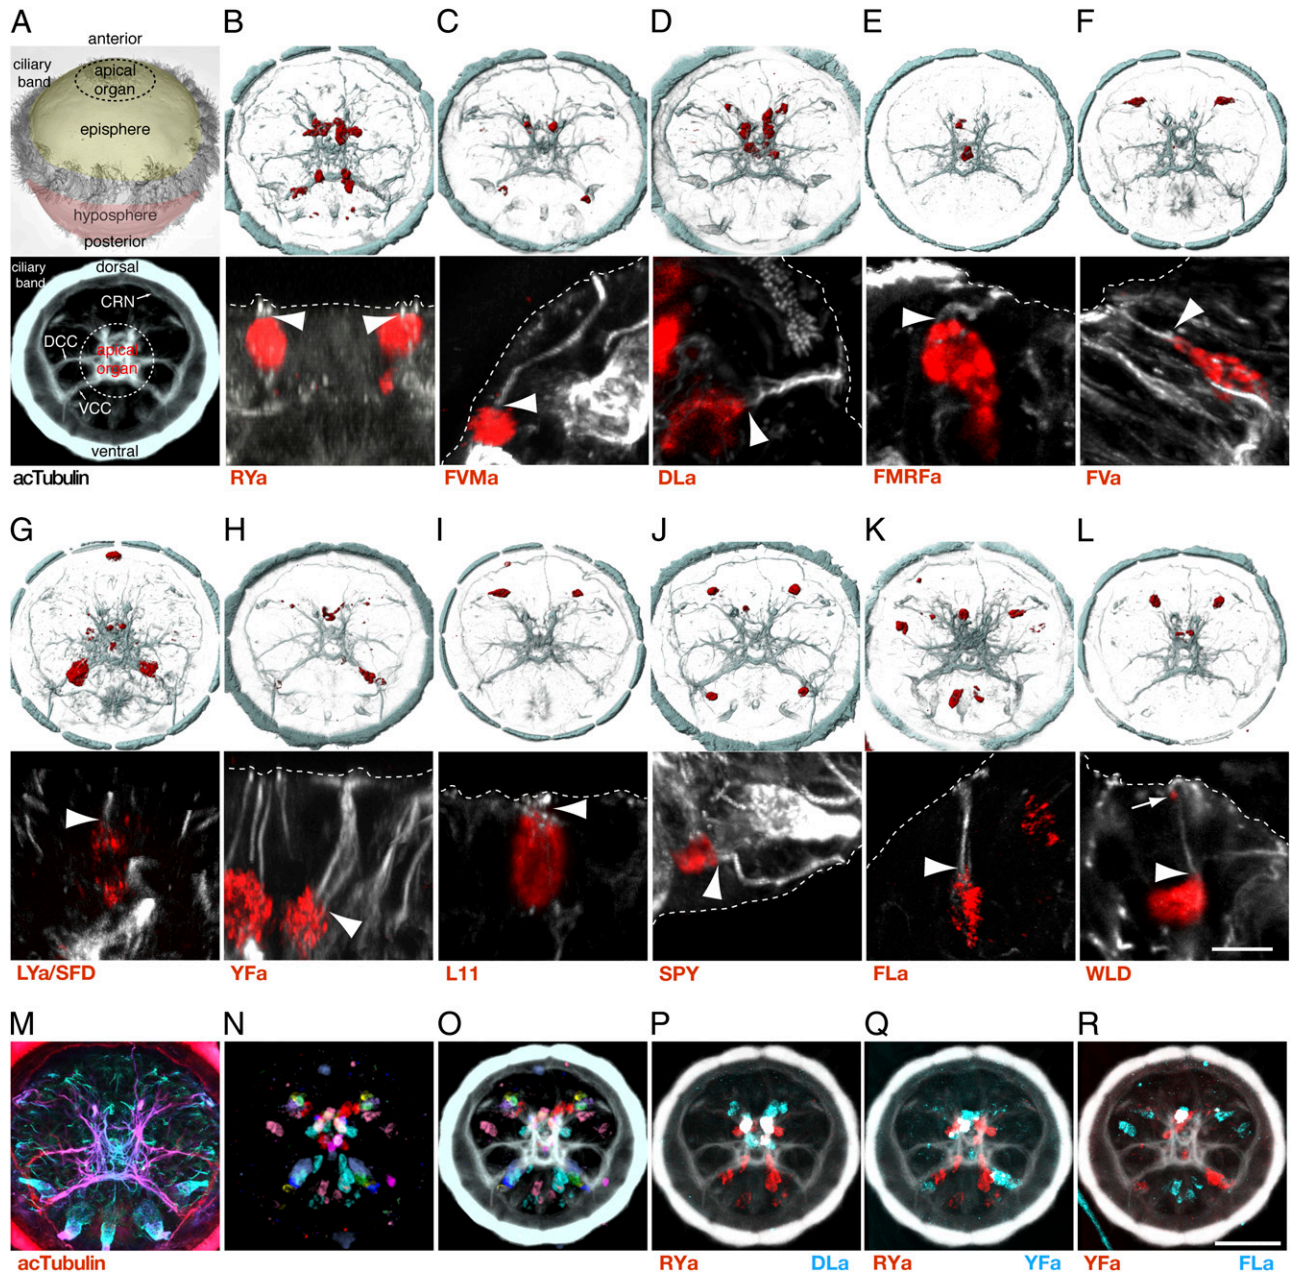 A B C D E F
anterior
ciliary
band
apical
organ
episphere
hyposphere
posterior
ciliary
band
dorsal
CRN
DCC
apical
organ
VCC
ventral
acTubulin RYa FVMa DLa FMRFa FVa
G H I J K L
LYa/SFD YFa L11 SPY FLa WLD
M N O P Q R
acTubulin RYa DLa RYa YFa YFa FLa